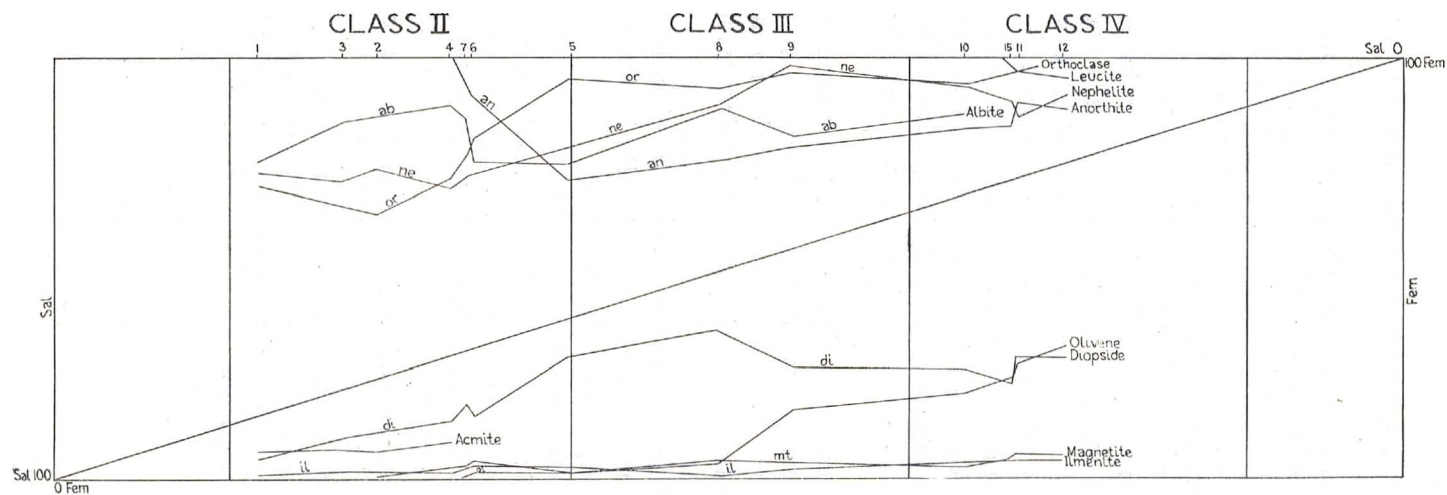 CLASS II CLASS III CLASS IV
1 3 2 4 7 6 5 8 9 10 15 11 12 Sal 0
100 Fem
or ne Orthoclase
Leucite
an Nephelite
ab Anorthite
Albite
ne ab
an
ne
or
Sal Fem
Olivene
di Diopside
di
Acmite
mt Magnetite
il il Ilmenite
Sal 100
0 Fem